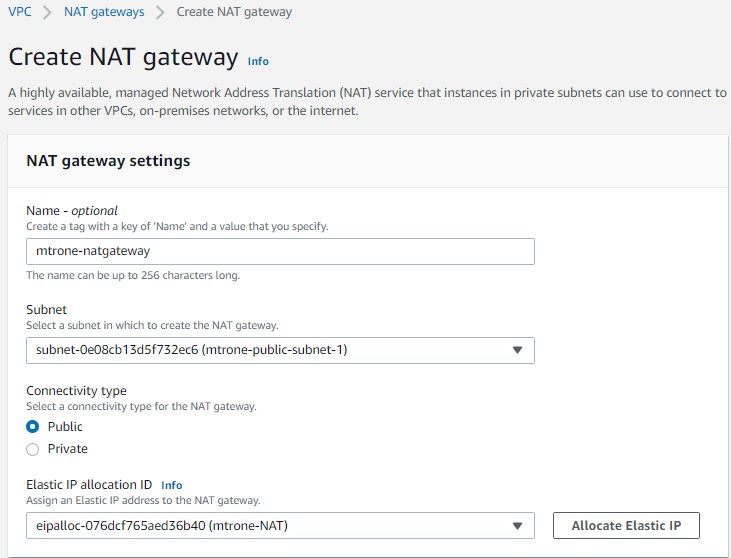 VPC > NAT gateways > Create NAT gateway
Create NAT gateway Info
A highly available, managed Network Address Translation (NAT) service that instances in private subnets can use to connect to
services in other VPCs, on-premises networks, or the internet.
NAT gateway settings
Name - optional
Create a tag with a key of 'Name' and a value that you specify.
mtrone-natgateway
The name can be up to 256 characters long.
Subnet
Select a subnet in which to create the NAT gateway.
subnet-0e08cb13d5f732ec6 (mtrone-public-subnet-1)
Connectivity type
Select a connectivity type for the NAT gateway.
Public
Private
Elastic IP allocation ID Info
Assign an Elastic IP address to the NAT gateway.
eipalloc-076dcf765aed36b40 (mtrone-NAT) Allocate Elastic IP